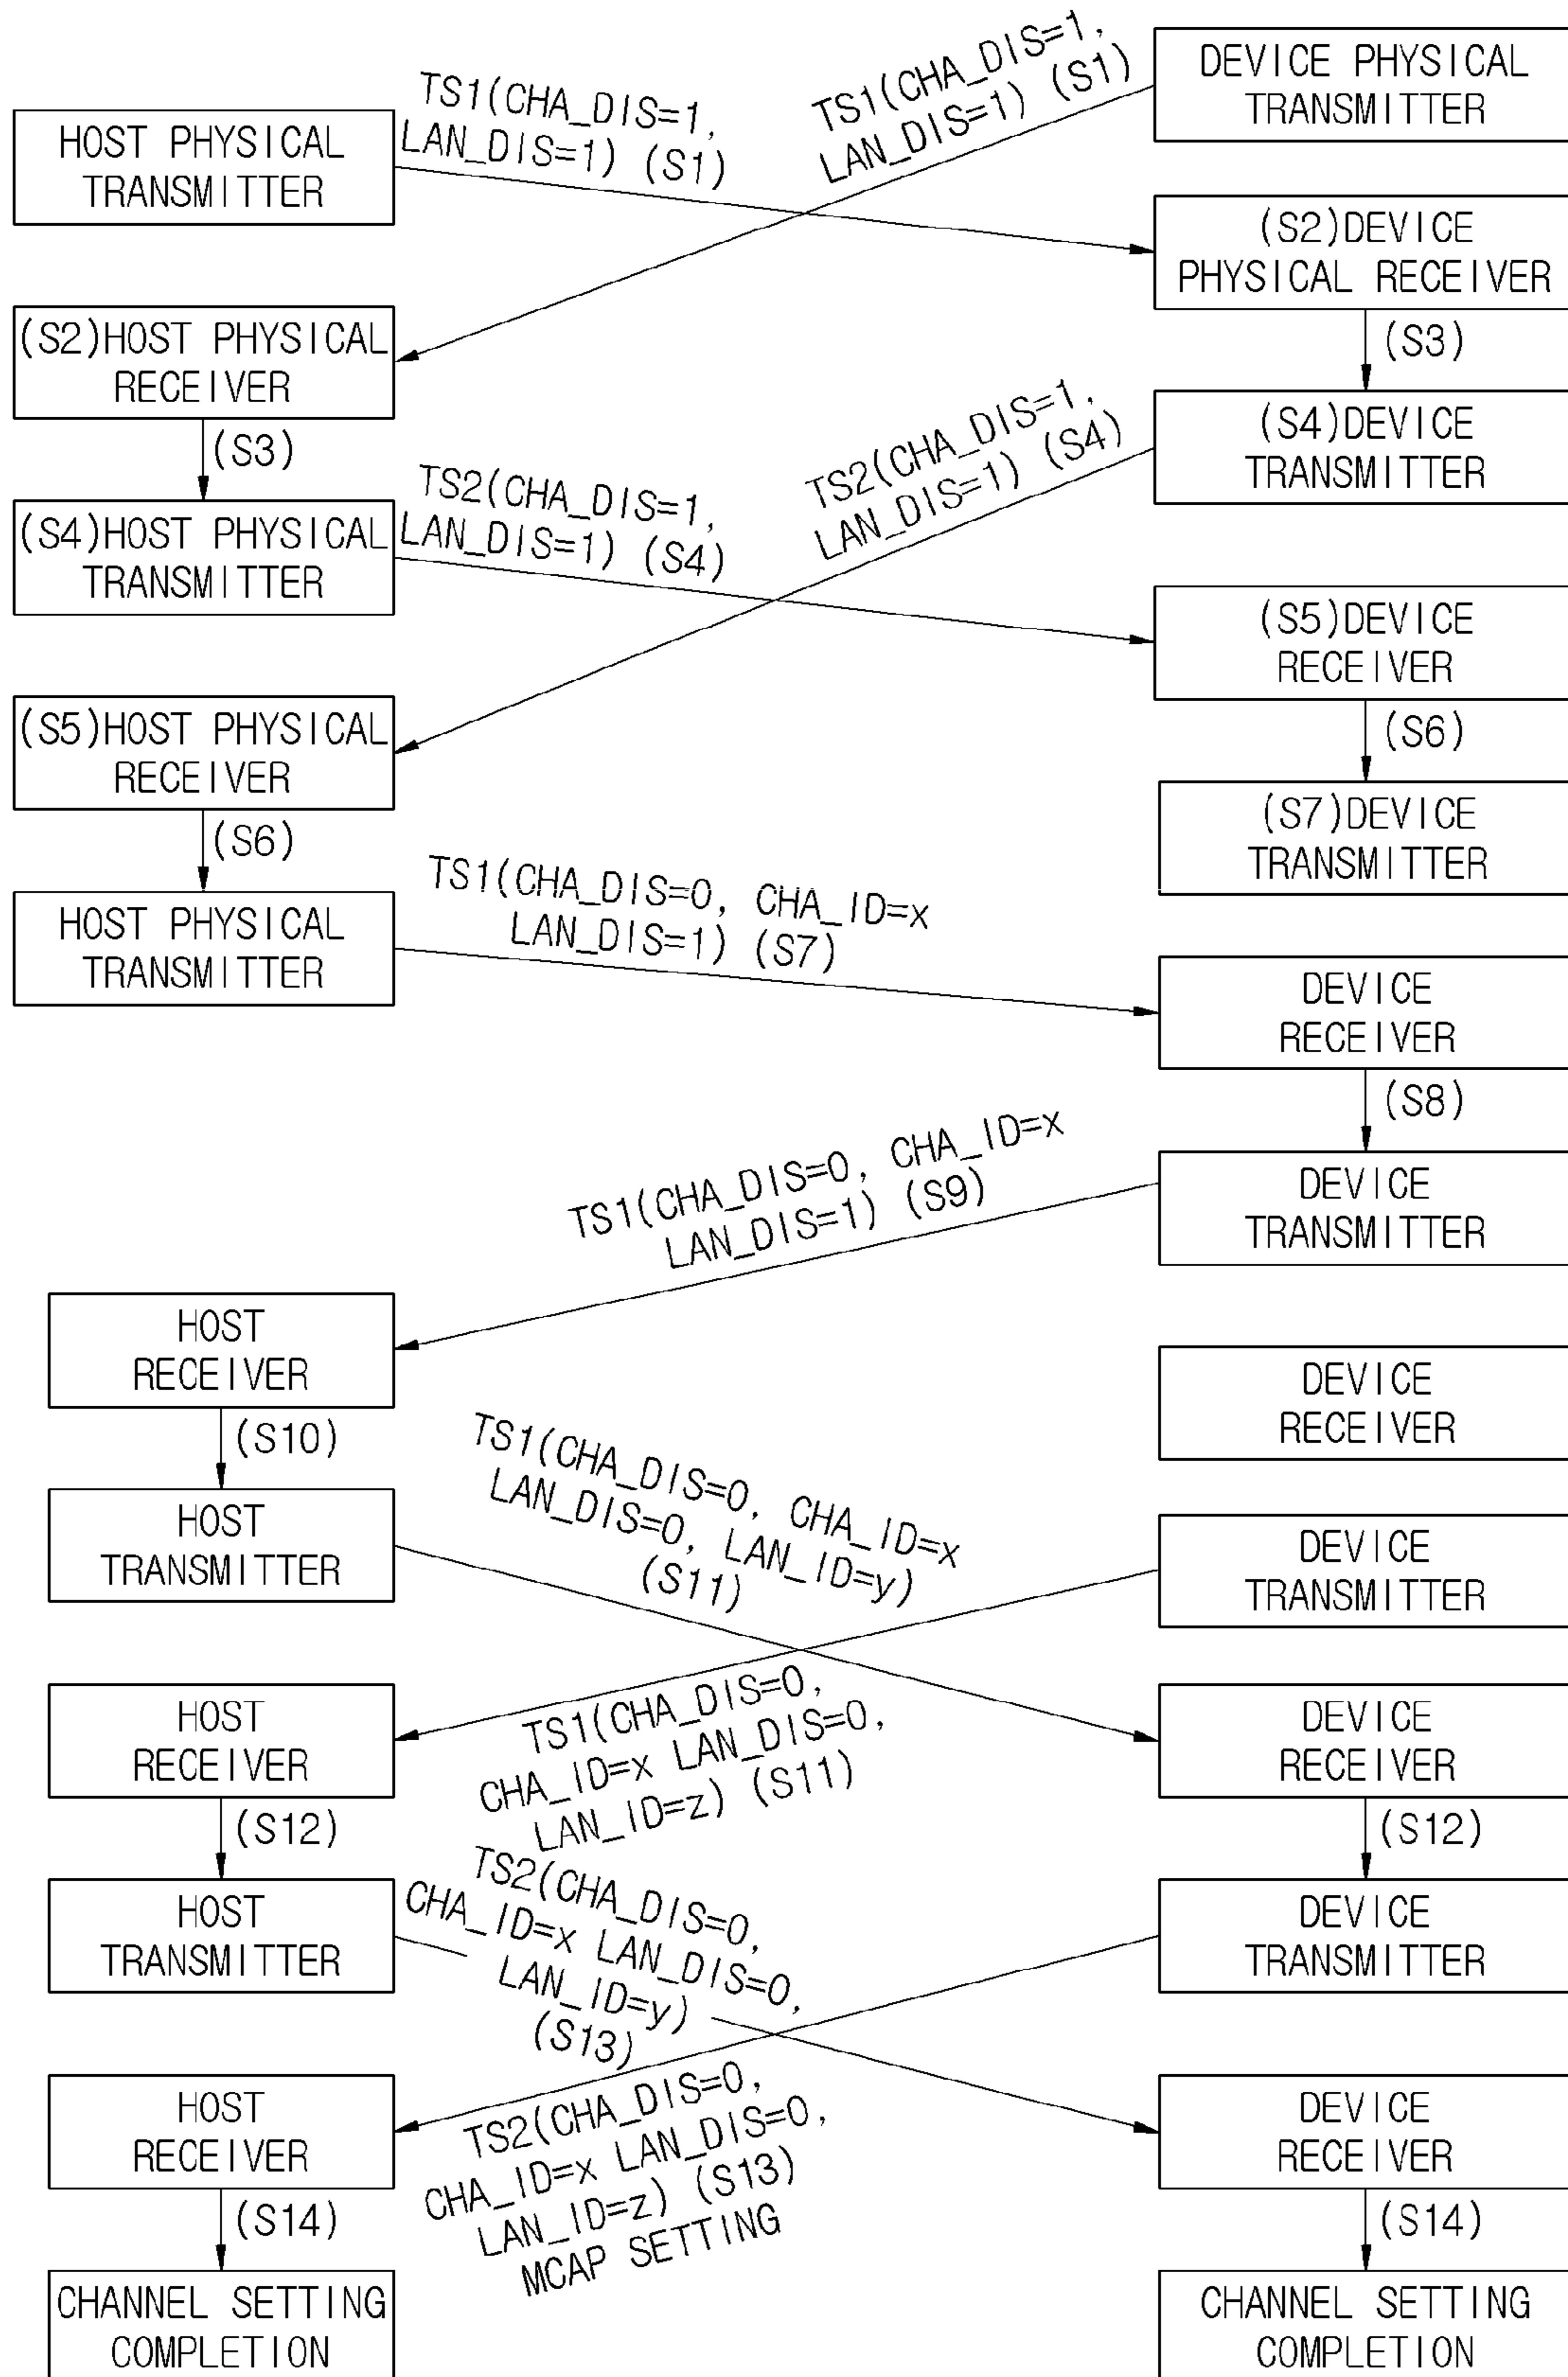 TS1(CHA_DIS=1,
LAN_DIS=1) (S1)
DEVICE PHYSICAL
TRANSMITTER
HOST PHYSICAL
TRANSMITTER
TS1(CHA_DIS=1,
LAN_DIS=1) (S1)
(S2)DEVICE
PHYSICAL RECEIVER
(S2)HOST PHYSICAL
RECEIVER
(S3)
(S3)
TS2(CHA_DIS=1,
LAN_DIS=1) (S4)
(S4)DEVICE
TRANSMITTER
(S4)HOST PHYSICAL
TRANSMITTER
TS2(CHA_DIS=1,
LAN_DIS=1) (S4)
(S5)DEVICE
RECEIVER
(S5)HOST PHYSICAL
RECEIVER
(S6)
(S6)
(S7)DEVICE
TRANSMITTER
HOST PHYSICAL
TRANSMITTER
TS1(CHA_DIS=0, CHA_ID=x
LAN_DIS=1) (S7)
DEVICE
RECEIVER
(S8)
TS1(CHA_DIS=0, CHA_ID=x
LAN_DIS=1) (S9)
DEVICE
TRANSMITTER
HOST
RECEIVER
DEVICE
RECEIVER
(S10)
HOST
TRANSMITTER
TS1(CHA_DIS=0, CHA_ID=x
LAN_DIS=0, LAN_ID=y)
(S11)
DEVICE
TRANSMITTER
HOST
RECEIVER
TS1(CHA_DIS=0,
CHA_ID=x LAN_DIS=0,
LAN_ID=z) (S11)
DEVICE
RECEIVER
(S12)
(S12)
HOST
TRANSMITTER
TS2(CHA_DIS=0,
CHA_ID=x LAN_DIS=0,
LAN_ID=y)
(S13)
DEVICE
TRANSMITTER
HOST
RECEIVER
TS2(CHA_DIS=0,
CHA_ID=x LAN_DIS=0,
LAN_ID=z) (S13)
MCAP SETTING
DEVICE
RECEIVER
(S14)
(S14)
CHANNEL SETTING
COMPLETION
CHANNEL SETTING
COMPLETION